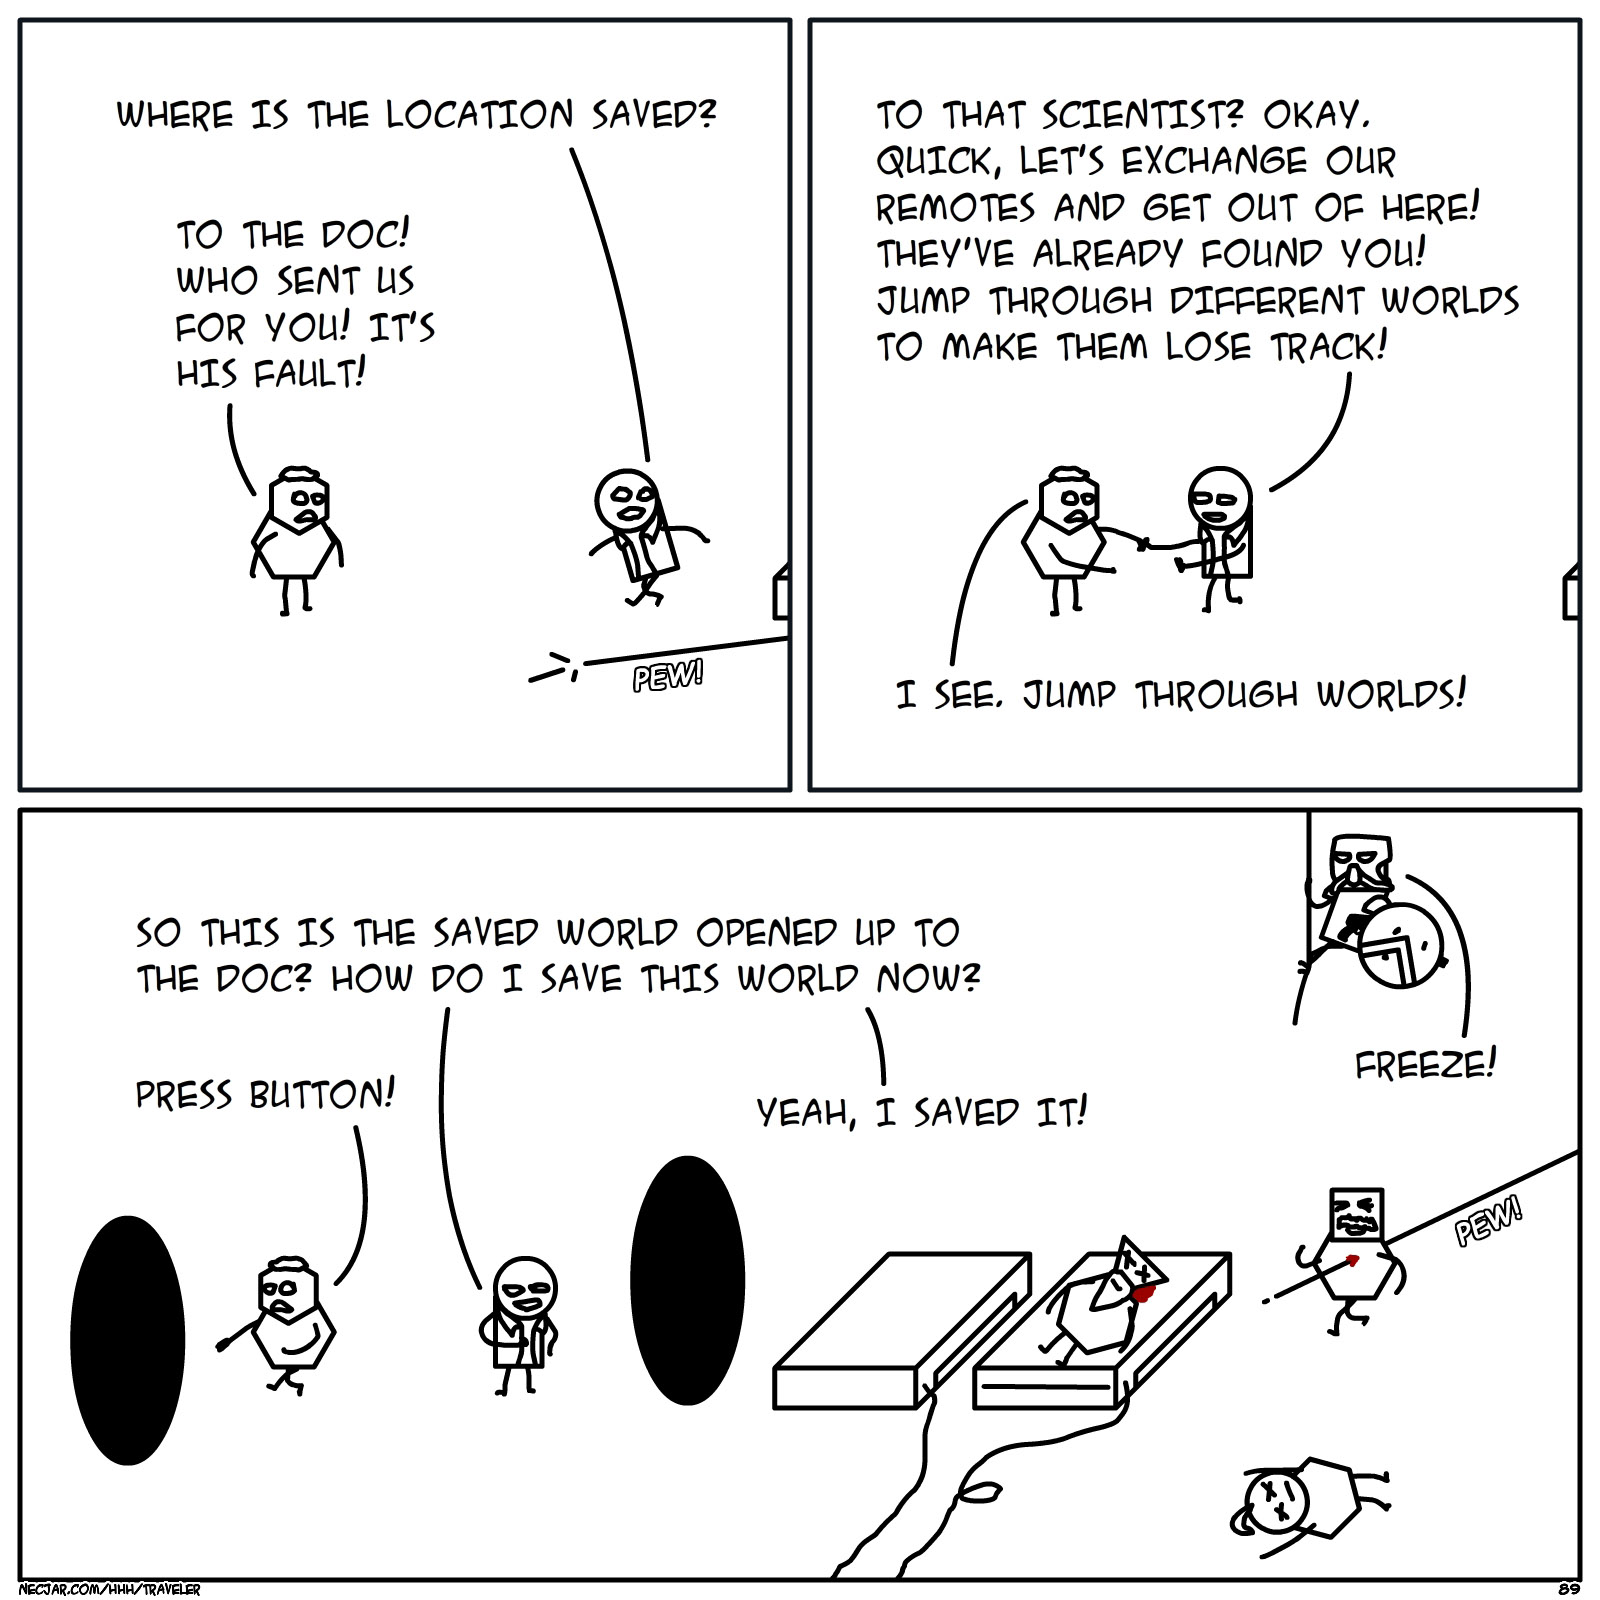 WHERE IS THE LOCATION SAVED?
TO THE DOC!
WHO SENT US
FOR YOU! IT'S
HIS FAULT!
PEW!
TO THAT SCIENTIST? OKAY.
QUICK, LET'S EXCHANGE OUR
REMOTES AND GET OUT OF HERE!
THEY'VE ALREADY FOUND YOU!
JUMP THROUGH DIFFERENT WORLDS
TO MAKE THEM LOSE TRACK!
I SEE. JUMP THROUGH WORLDS!
SO THIS IS THE SAVED WORLD OPENED UP TO
THE DOC? HOW DO I SAVE THIS WORLD NOW?
PRESS BUTTON!
YEAH, I SAVED IT!
FREEZE!
PEW!
NECJAR.COM/HHH/TRAVELER
89